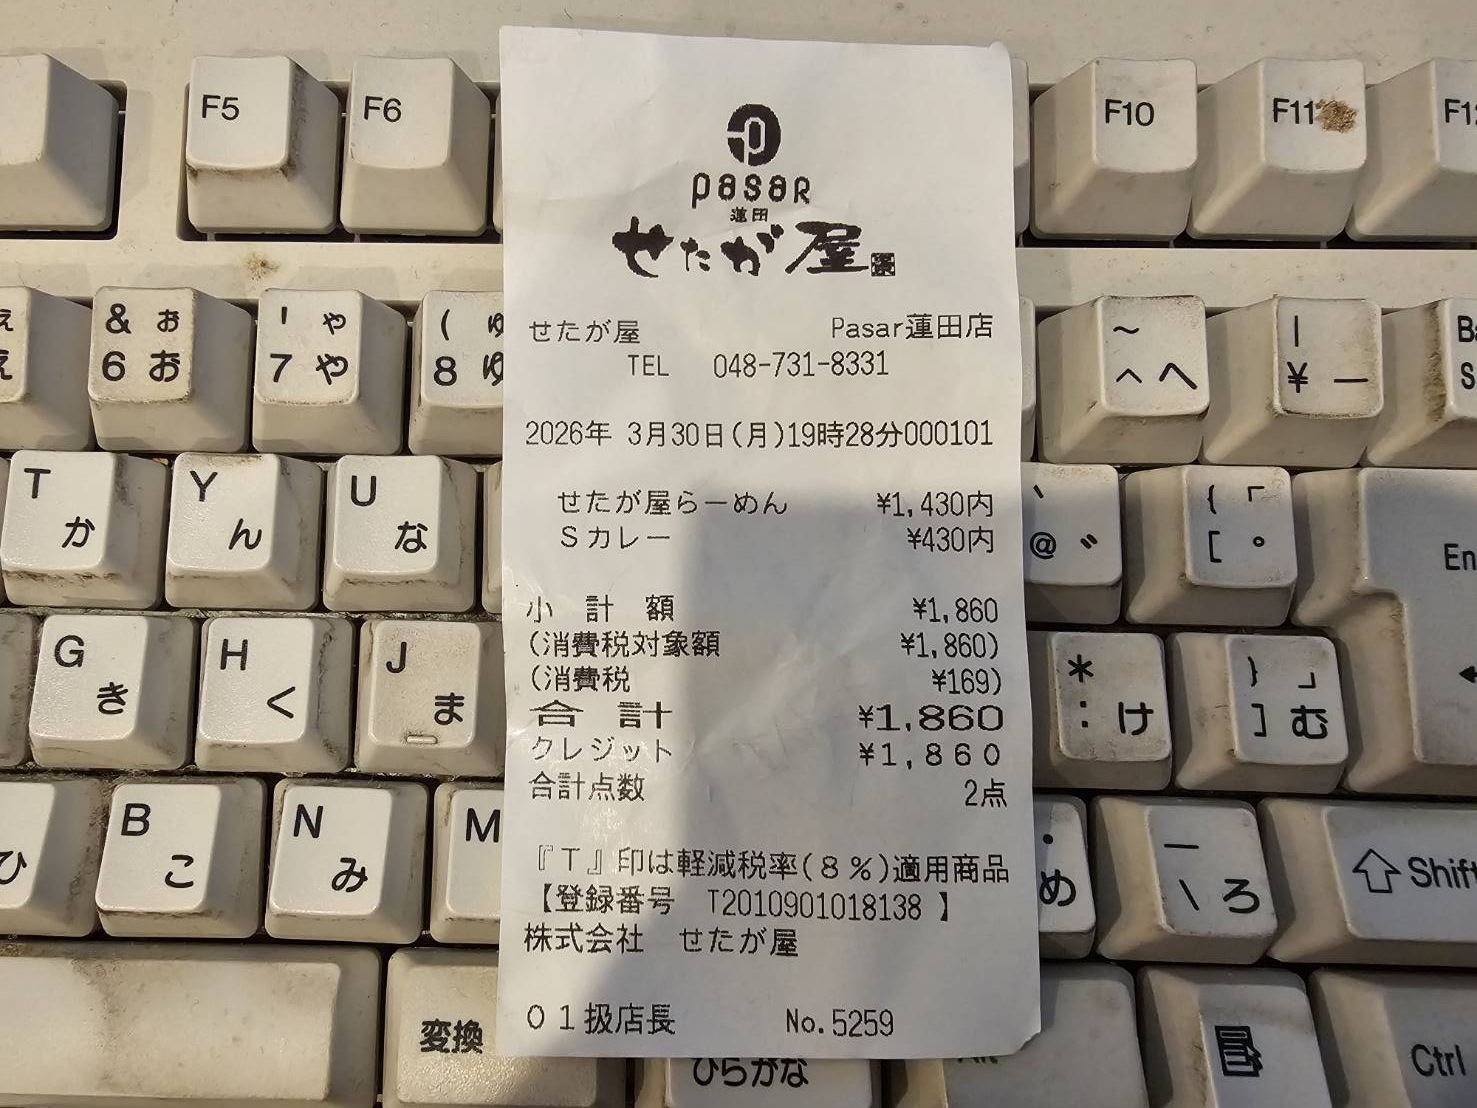 F5 F6 F10 F11
pasar
蓮田
せたが屋
せたが屋 Pasar蓮田店
TEL 048-731-8331
2026年 3月30日(月)19時28分000101
せたが屋らーめん ¥1,430内
Sカレー ¥430内
小計額 ¥1,860
(消費税対象額 ¥1,860)
(消費税 ¥169)
合計 ¥1,860
クレジット ¥1,860
合計点数 2点
『T』印は軽減税率(8%)適用商品
【登録番号 T2010901018138 】
株式会社 せたが屋
01扱店長 No.5259
& ぉ ' ゃ ( ~ |
6 お 7 や 8 ゆ ^ へ ¥ ー
T か Y ん U な ` @ ゛ { 「 [ ゜
G き H く J ま * : け } 」 ] む
ひ B こ N み M ・ め _ \ ろ Shift
変換 ひらがな Alt Ctrl